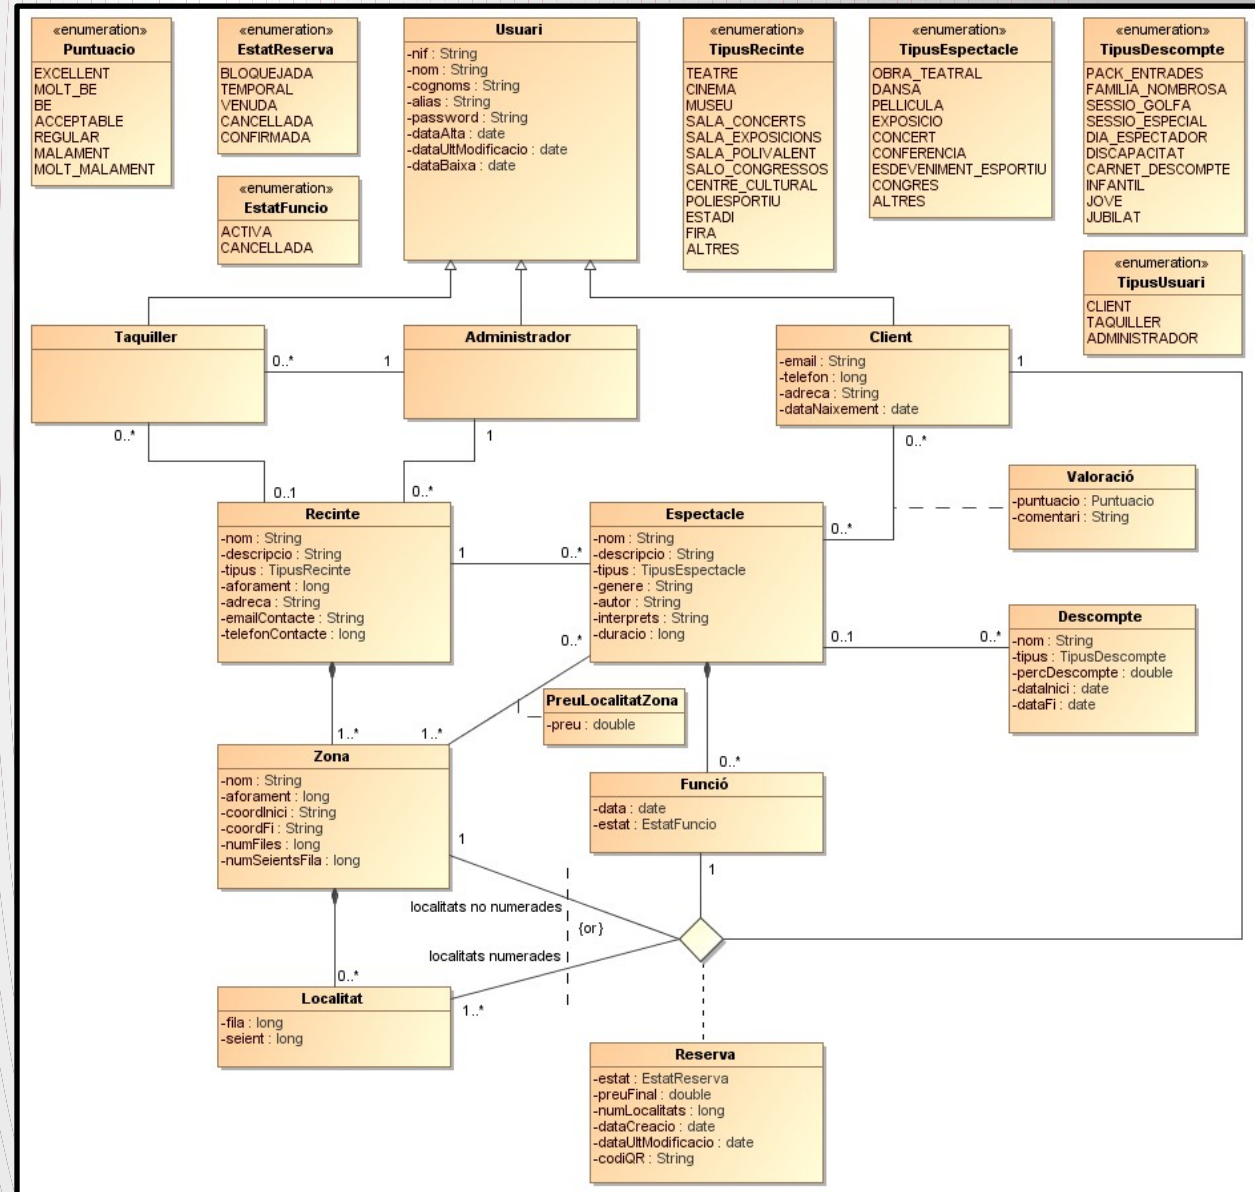 «enumeration»
Puntuacio
EXCELLENT
MOLT_BE
BE
ACCEPTABLE
REGULAR
MALAMENT
MOLT_MALAMENT
«enumeration»
EstatReserva
BLOQUEJADA
TEMPORAL
VENUDA
CANCELLADA
CONFIRMADA
«enumeration»
EstatFuncio
ACTIVA
CANCELLADA
Usuari
-nif : String
-nom : String
-cognoms : String
-alias : String
-password : String
-dataAlta : date
-dataUltModificacio : date
-dataBaixa : date
«enumeration»
TipusRecinte
TEATRE
CINEMA
MUSEU
SALA_CONCERTS
SALA_EXPOSICIONS
SALA_POLIVALENT
SALO_CONGRESSOS
CENTRE_CULTURAL
POLIESPORTIU
ESTADI
FIRA
ALTRES
«enumeration»
TipusEspectacle
OBRA_TEATRAL
DANSA
PELLICULA
EXPOSICIO
CONCERT
CONFERENCIA
ESDEVENIMENT_ESPORTIU
CONGRES
ALTRES
«enumeration»
TipusDescompte
PACK_ENTRADES
FAMILIA_NOMBROSA
SESSIO_GOLFA
SESSIO_ESPECIAL
DIA_ESPECTADOR
DISCAPACITAT
CARNET_DESCOMPTE
INFANTIL
JOVE
JUBILAT
«enumeration»
TipusUsuari
CLIENT
TAQUILLER
ADMINISTRADOR
Taquiller
0..*
1
Administrador
Client
-email : String
-telefon : long
-adreca : String
-dataNaixement : date
1
0..*
1
0..*
0..1
0..*
Valoració
-puntuacio : Puntuacio
-comentari : String
Recinte
-nom : String
-descripcio : String
-tipus : TipusRecinte
-aforament : long
-adreca : String
-emailContacte : String
-telefonContacte : long
1
0..*
Espectacle
-nom : String
-descripcio : String
-tipus : TipusEspectacle
-genere : String
-autor : String
-interprets : String
-duracio : long
0..*
0..*
0..1
0..*
Descompte
-nom : String
-tipus : TipusDescompte
-percDescompte : double
-dataInici : date
-dataFi : date
PreuLocalitatZona
-preu : double
1..*
1..*
0..*
Zona
-nom : String
-aforament : long
-coordInici : String
-coordFi : String
-numFiles : long
-numSeientsFila : long
1
Funció
-data : date
-estat : EstatFuncio
1
localitats no numerades
{or}
localitats numerades
0..*
1..*
Localitat
-fila : long
-seient : long
Reserva
-estat : EstatReserva
-preuFinal : double
-numLocalitats : long
-dataCreacio : date
-dataUltModificacio : date
-codiQR : String